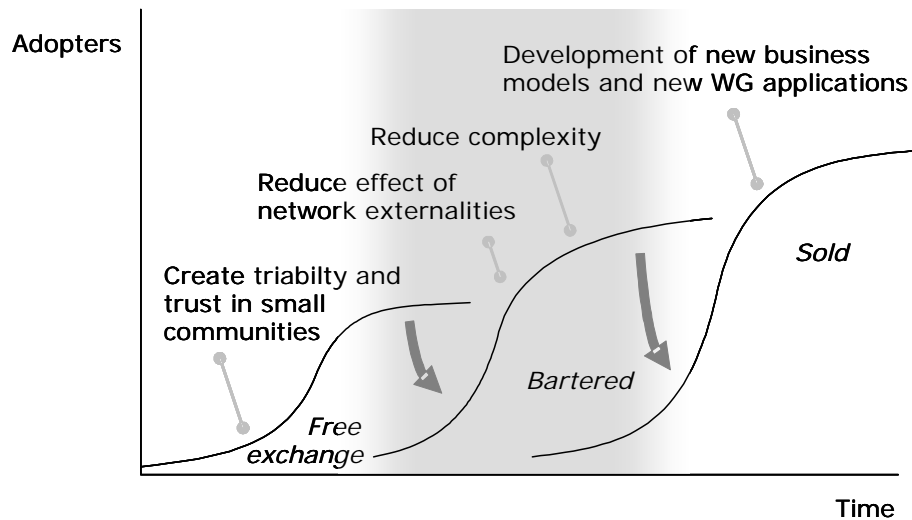 Adopters
Development of new business
models and new WG applications
Reduce complexity
Reduce effect of
network externalities
Create triabilty and
trust in small
communities
Sold
Bartered
Free
exchange
Time